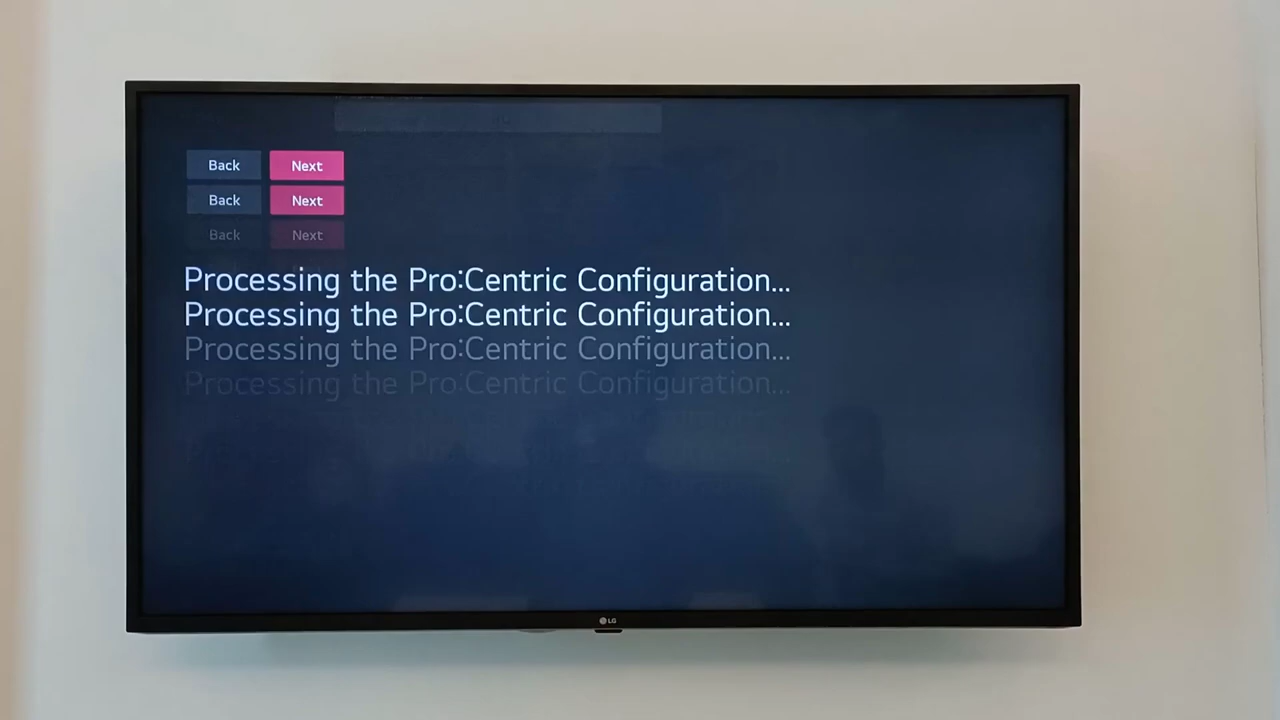 Back Next
Back Next
Back Next
Processing the Pro:Centric Configuration...
Processing the Pro:Centric Configuration...
Processing the Pro:Centric Configuration...
Processing the Pro:Centric Configuration...
LG